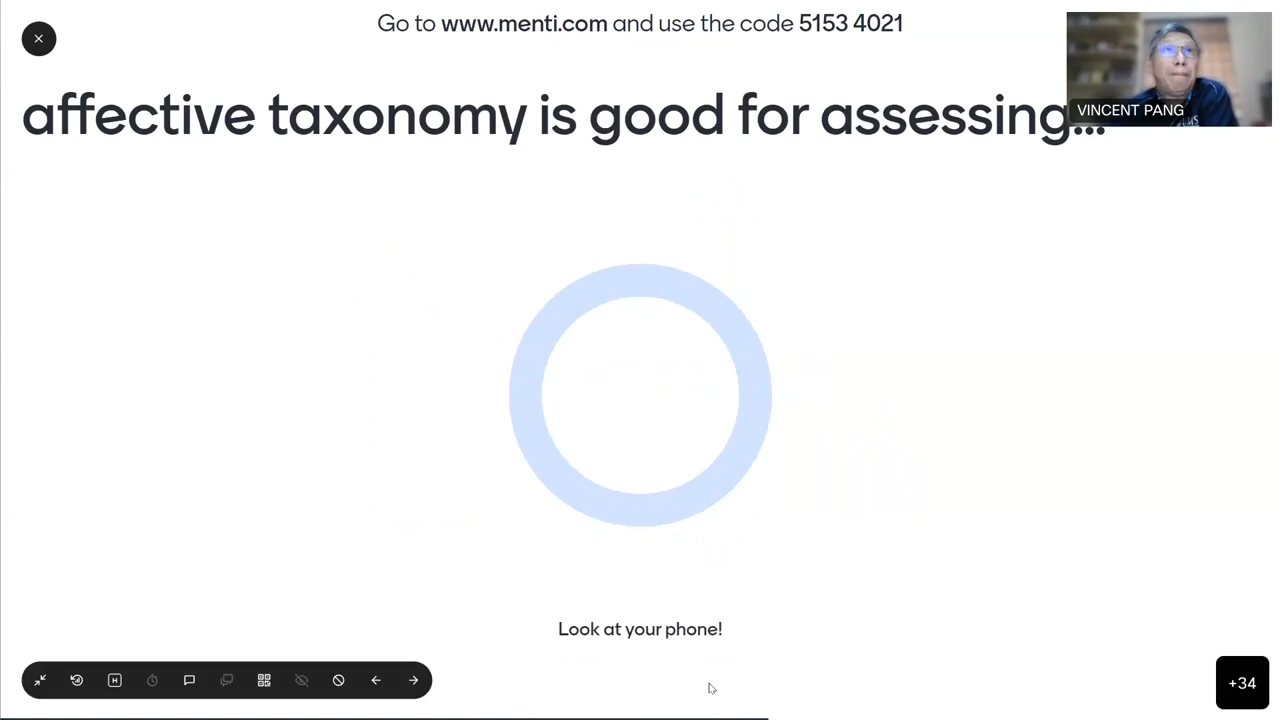 Go to www.menti.com and use the code 5153 4021
affective taxonomy is good for assessing...
VINCENT PANG
Look at your phone!
H
+34